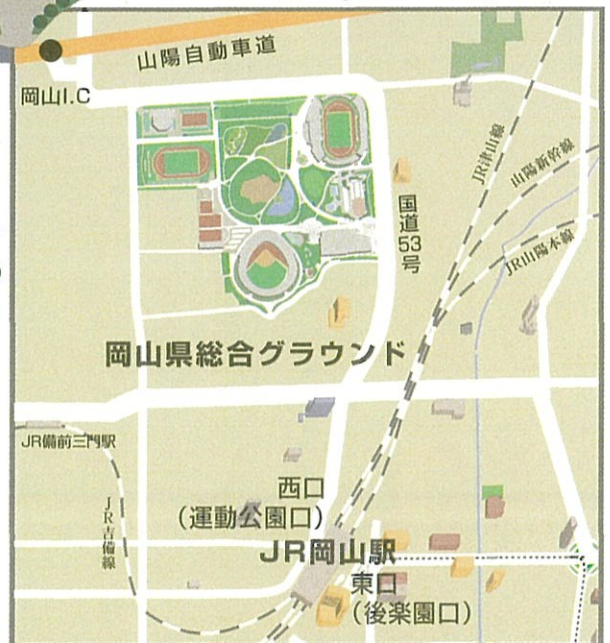 山陽自動車道
岡山I.C
JR津山線
山陽新幹線
国道53号
JR山陽本線
岡山県総合グラウンド
JR備前三門駅
JR吉備線
西口
(運動公園口)
JR岡山駅
東口
(後楽園口)